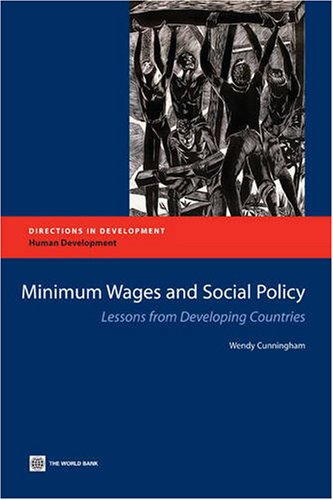 DIRECTIONS IN DEVELOPMENT
Human Development
Minimum Wages and Social Policy
Lessons from Developing Countries
Wendy Cunningham
THE WORLD BANK